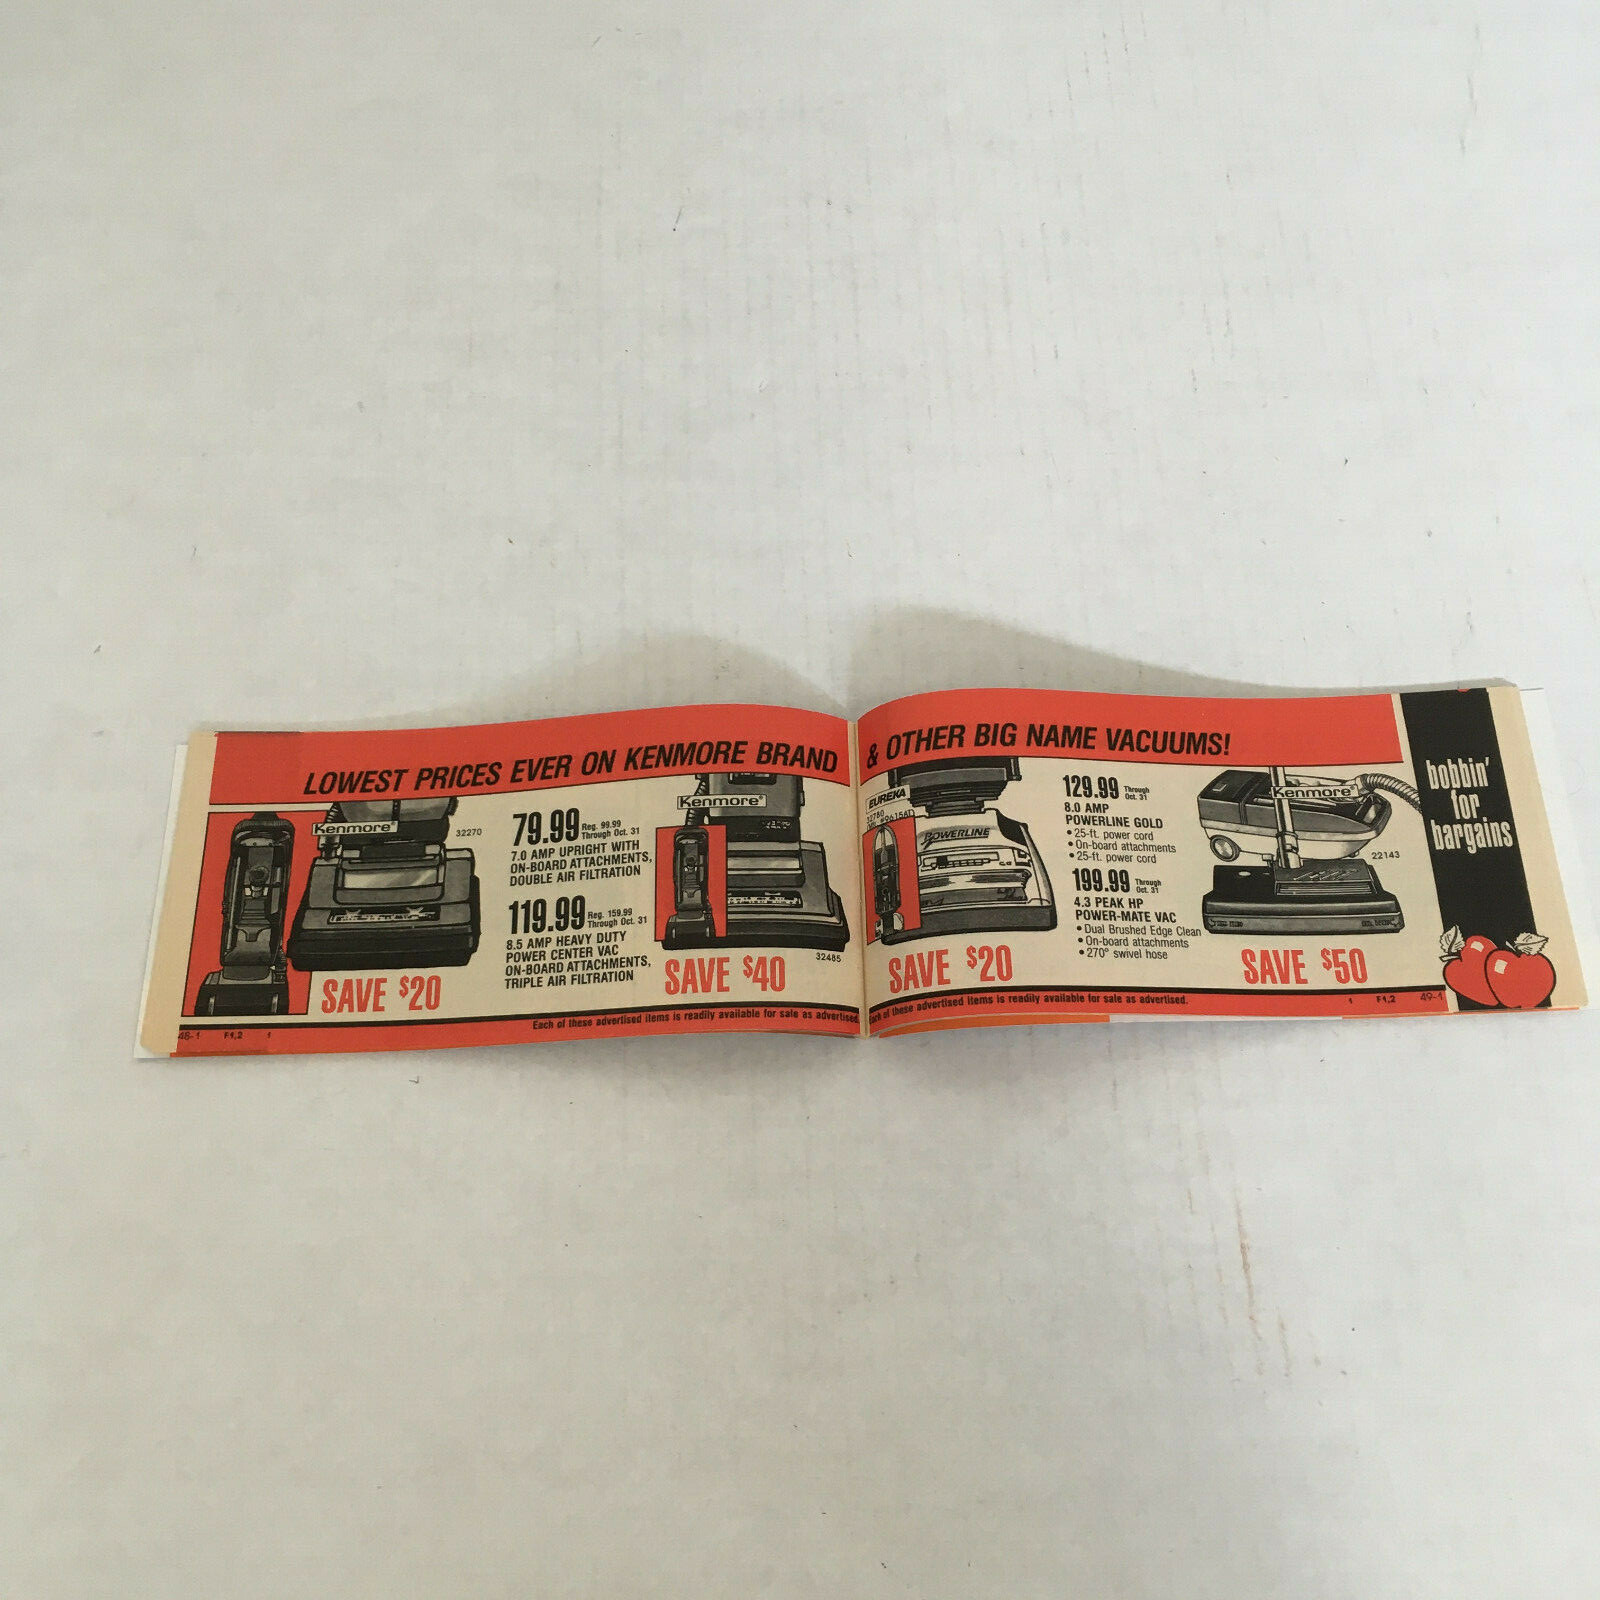 LOWEST PRICES EVER ON KENMORE BRAND
Kenmore®
32270
79.99 Reg. 99.99
Through Oct. 31
7.0 AMP UPRIGHT WITH
ON-BOARD ATTACHMENTS,
DOUBLE AIR FILTRATION
119.99 Reg. 159.99
Through Oct. 31
8.5 AMP HEAVY DUTY
POWER CENTER VAC
ON-BOARD ATTACHMENTS,
TRIPLE AIR FILTRATION
SAVE $20
Kenmore®
32485
SAVE $40
Each of these advertised items is readily available for sale as advertised.
48-1 F1,2 1
& OTHER BIG NAME VACUUMS!
EUREKA
32780
POWERLINE
SAVE $20
129.99 Through
Oct. 31
8.0 AMP
POWERLINE GOLD
• 25-ft. power cord
• On-board attachments
• 25-ft. power cord
199.99 Through
Oct. 31
4.3 PEAK HP
POWER-MATE VAC
• Dual Brushed Edge Clean
• On-board attachments
• 270° swivel hose
Kenmore®
22143
SAVE $50
Each of these advertised items is readily available for sale as advertised.
1 F1,2 49-1
bobbin'
for
bargains